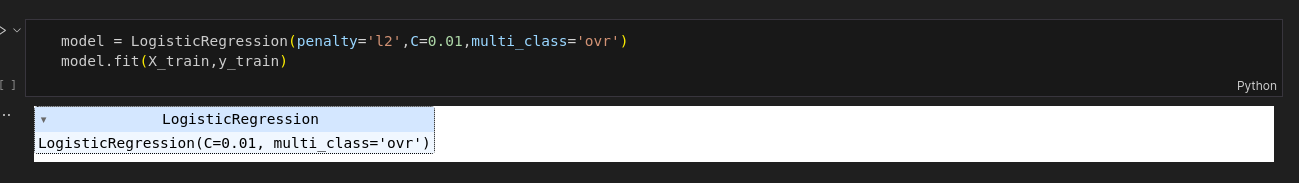 model = LogisticRegression(penalty='l2',C=0.01,multi_class='ovr')
model.fit(X_train,y_train)
[ ]
Python
LogisticRegression
LogisticRegression(C=0.01, multi_class='ovr')